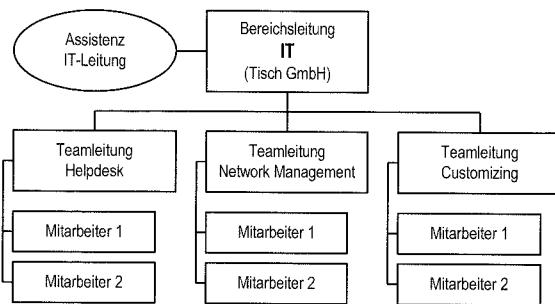 Assistenz
IT-Leitung
Bereichsleitung
IT
(Tisch GmbH)
Teamleitung
Helpdesk
Teamleitung
Network Management
Teamleitung
Customizing
Mitarbeiter 1
Mitarbeiter 1
Mitarbeiter 1
Mitarbeiter 2
Mitarbeiter 2
Mitarbeiter 2